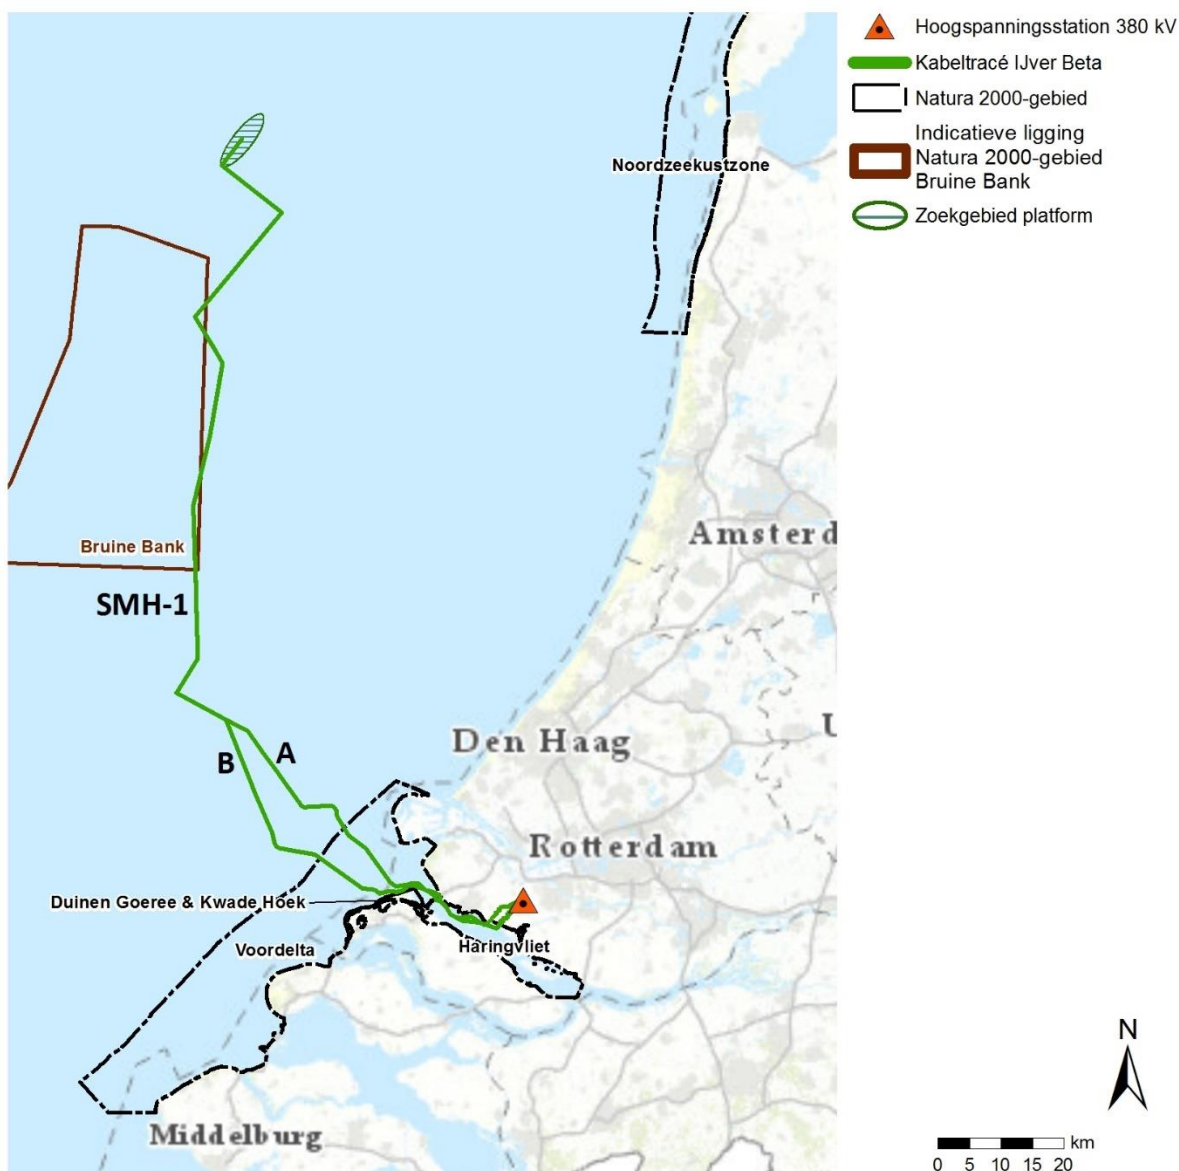 Hoogspanningsstation 380 kV
Kabeltracé IJver Beta
Natura 2000-gebied
Indicatieve ligging
Natura 2000-gebied
Bruine Bank
Zoekgebied platform
Noordzeekustzone
Amsterd
Bruine Bank
SMH-1
U
Den Haag
A
B
Rotterdam
Duinen Goeree & Kwade Hoek
Voordelta
Haringvliet
Middelburg
N
km
0 5 10 15 20